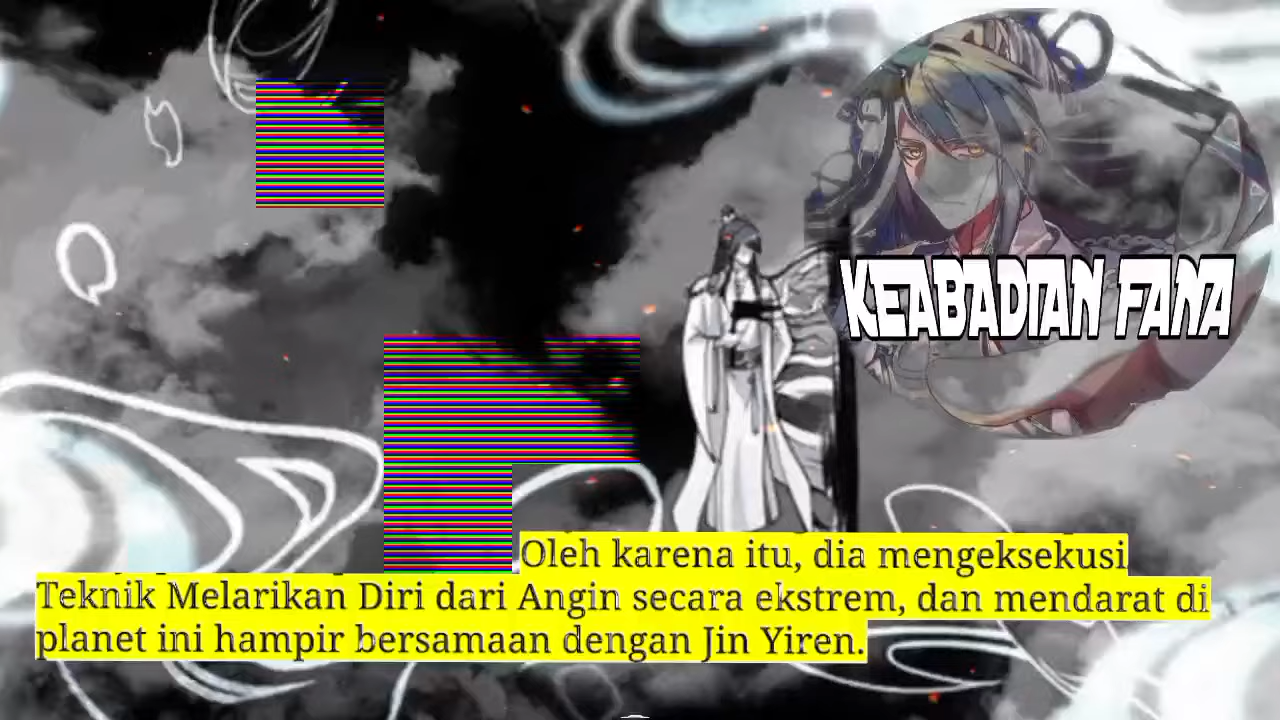 KEABADIAN FANA
Oleh karena itu, dia mengeksekusi
Teknik Melarikan Diri dari Angin secara ekstrem, dan mendarat di
planet ini hampir bersamaan dengan Jin Yiren.